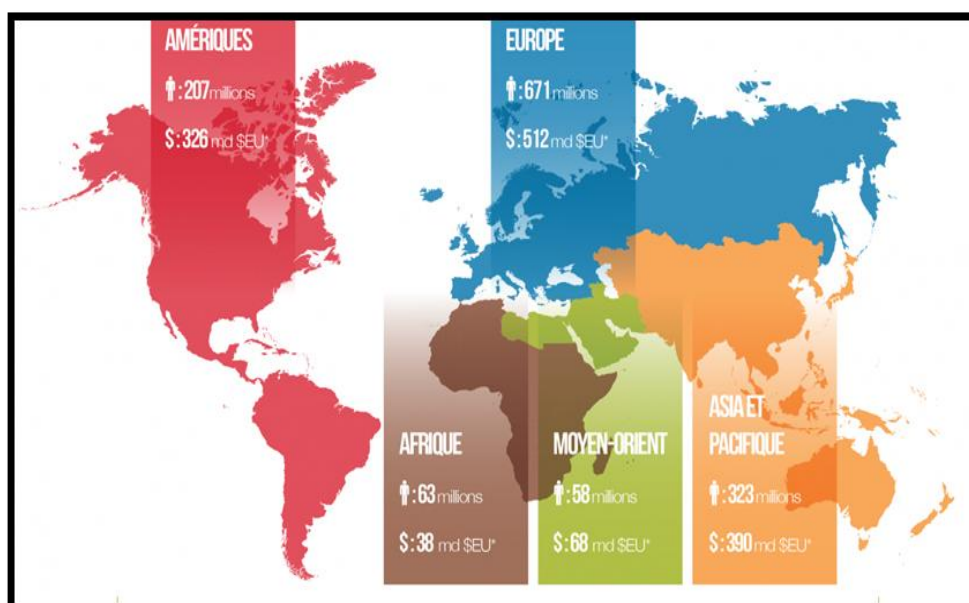 AMÉRIQUES
:207 millions
$:326 md $EU*
EUROPE
:671 millions
$:512 md $EU*
AFRIQUE
:63 millions
$:38 md $EU*
MOYEN-ORIENT
:58 millions
$:68 md $EU*
ASIA ET
PACIFIQUE
:323 millions
$:390 md $EU*